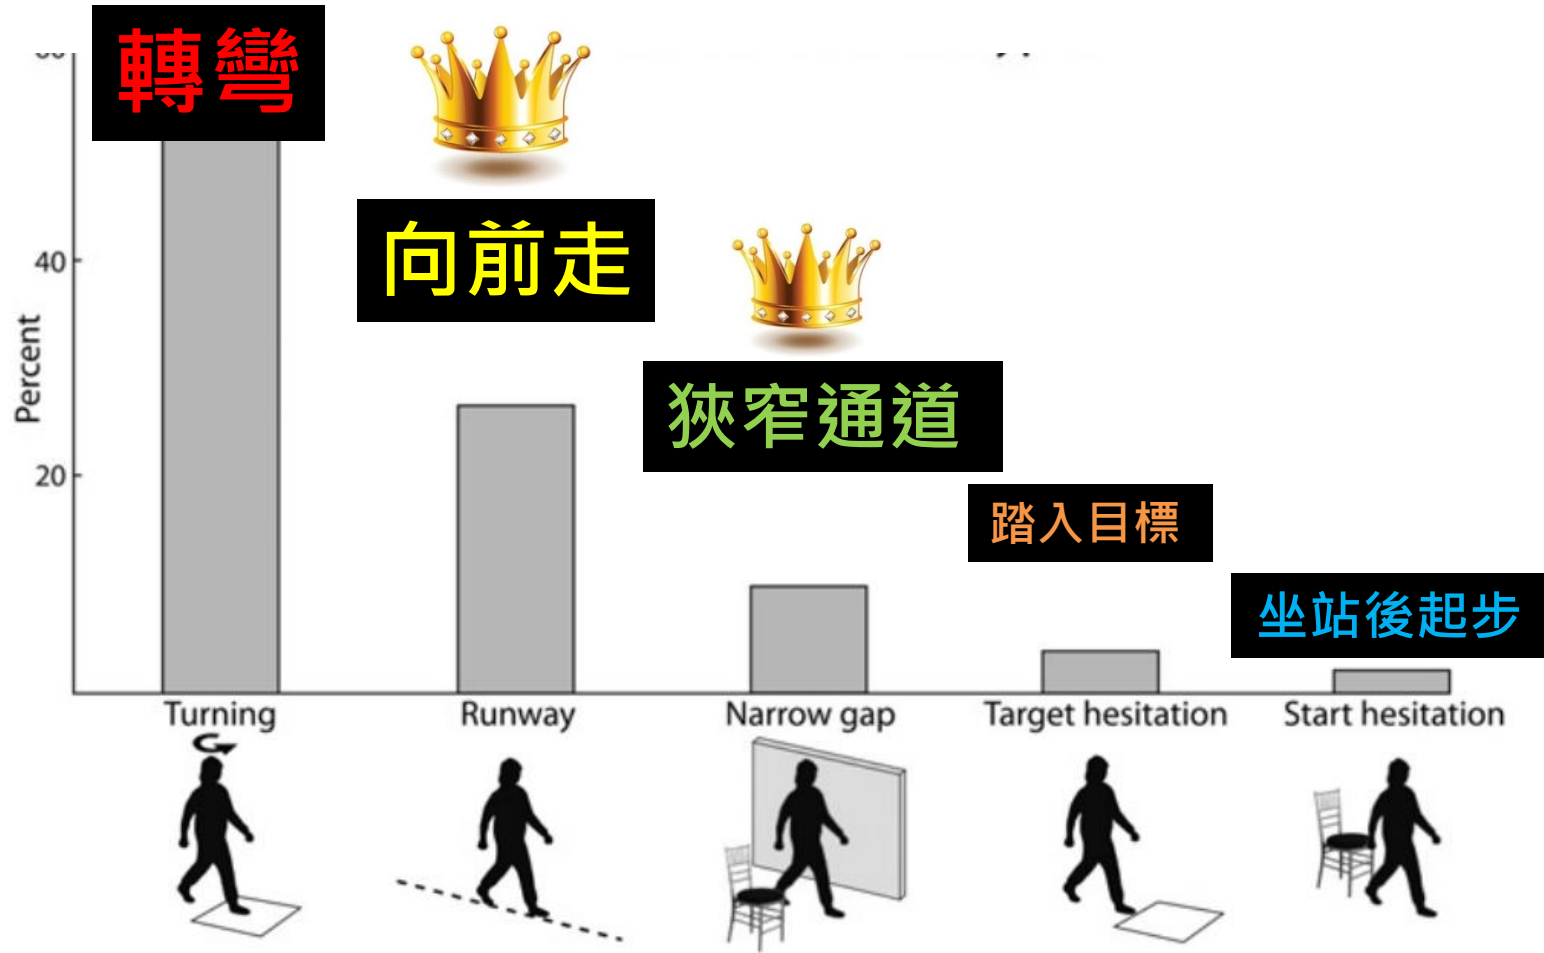 轉彎
向前走
狹窄通道
踏入目標
坐站後起步
40
20
Percent
Turning
Runway
Narrow gap
Target hesitation
Start hesitation